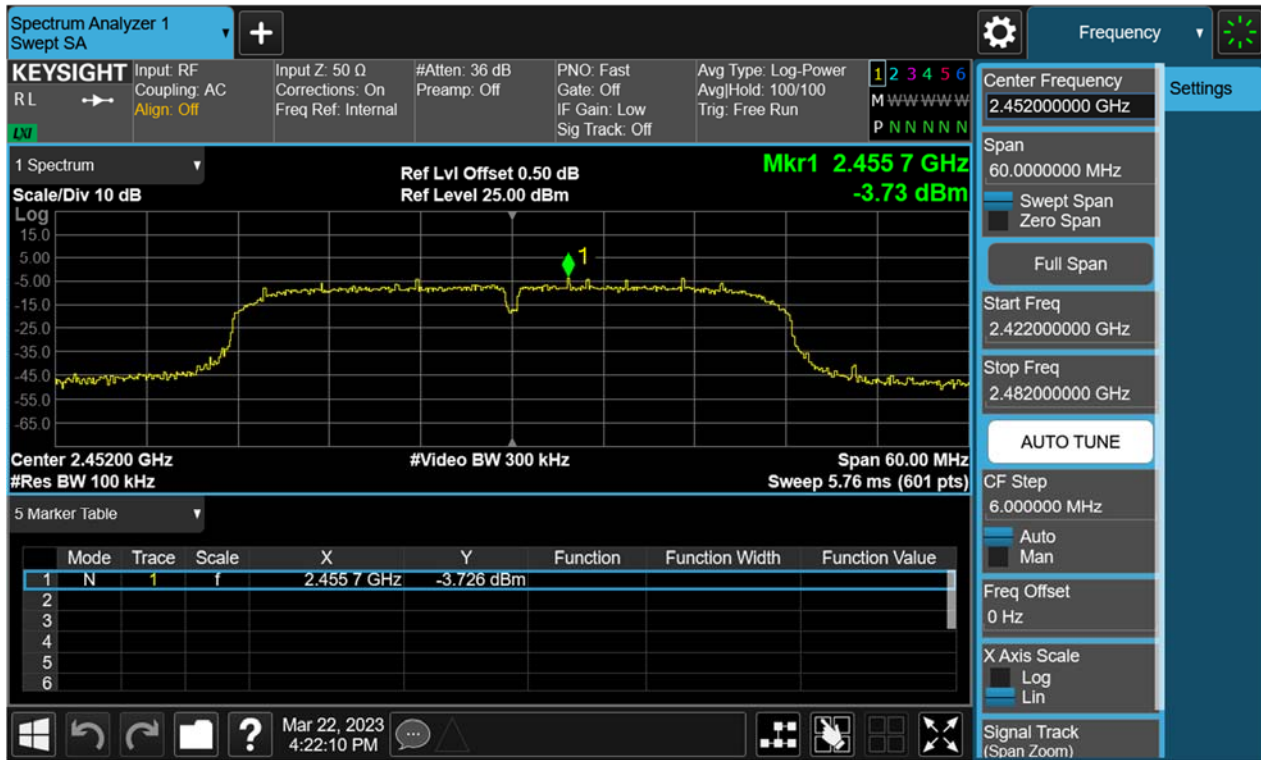 Spectrum Analyzer 1
Swept SA
+
Frequency
KEYSIGHT
RL
LXI
Input: RF
Coupling: AC
Align: Off
Input Z: 50 Ω
Corrections: On
Freq Ref: Internal
#Atten: 36 dB
Preamp: Off
PNO: Fast
Gate: Off
IF Gain: Low
Sig Track: Off
Avg Type: Log-Power
Avg|Hold: 100/100
Trig: Free Run
1 2 3 4 5 6
M W W W W W
P N N N N N
1 Spectrum
Scale/Div 10 dB
Ref Lvl Offset 0.50 dB
Ref Level 25.00 dBm
Mkr1 2.455 7 GHz
-3.73 dBm
Log
15.0
5.00
-5.00
-15.0
-25.0
-35.0
-45.0
-55.0
-65.0
1
Center 2.45200 GHz
#Video BW 300 kHz
Span 60.00 MHz
#Res BW 100 kHz
Sweep 5.76 ms (601 pts)
5 Marker Table
Mode Trace Scale X Y Function Function Width Function Value
1 N 1 f 2.455 7 GHz -3.726 dBm
2
3
4
5
6
?
Mar 22, 2023
4:22:10 PM
Center Frequency
2.452000000 GHz
Settings
Span
60.0000000 MHz
Swept Span
Zero Span
Full Span
Start Freq
2.422000000 GHz
Stop Freq
2.482000000 GHz
AUTO TUNE
CF Step
6.000000 MHz
Auto
Man
Freq Offset
0 Hz
X Axis Scale
Log
Lin
Signal Track
(Span Zoom)